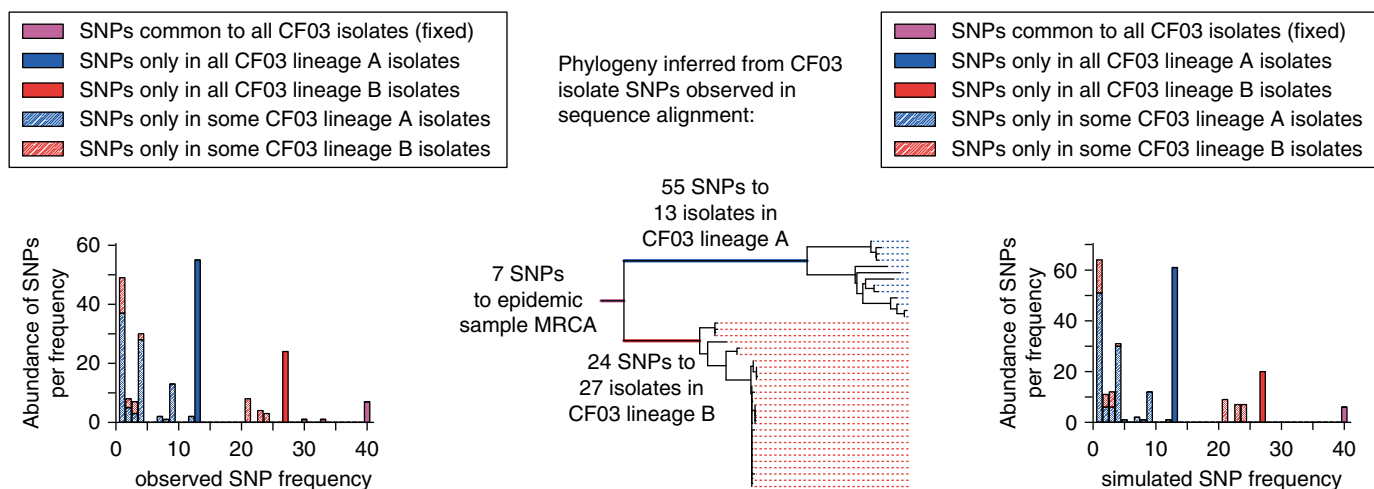 SNPs common to all CF03 isolates (fixed)
SNPs only in all CF03 lineage A isolates
SNPs only in all CF03 lineage B isolates
SNPs only in some CF03 lineage A isolates
SNPs only in some CF03 lineage B isolates
Phylogeny inferred from CF03
isolate SNPs observed in
sequence alignment:
SNPs common to all CF03 isolates (fixed)
SNPs only in all CF03 lineage A isolates
SNPs only in all CF03 lineage B isolates
SNPs only in some CF03 lineage A isolates
SNPs only in some CF03 lineage B isolates
Abundance of SNPs
per frequency
60
40
20
0
0 10 20 30 40
observed SNP frequency
55 SNPs to
13 isolates in
CF03 lineage A
7 SNPs
to epidemic
sample MRCA
24 SNPs to
27 isolates in
CF03 lineage B
Abundance of SNPs
per frequency
60
40
20
0
0 10 20 30 40
simulated SNP frequency